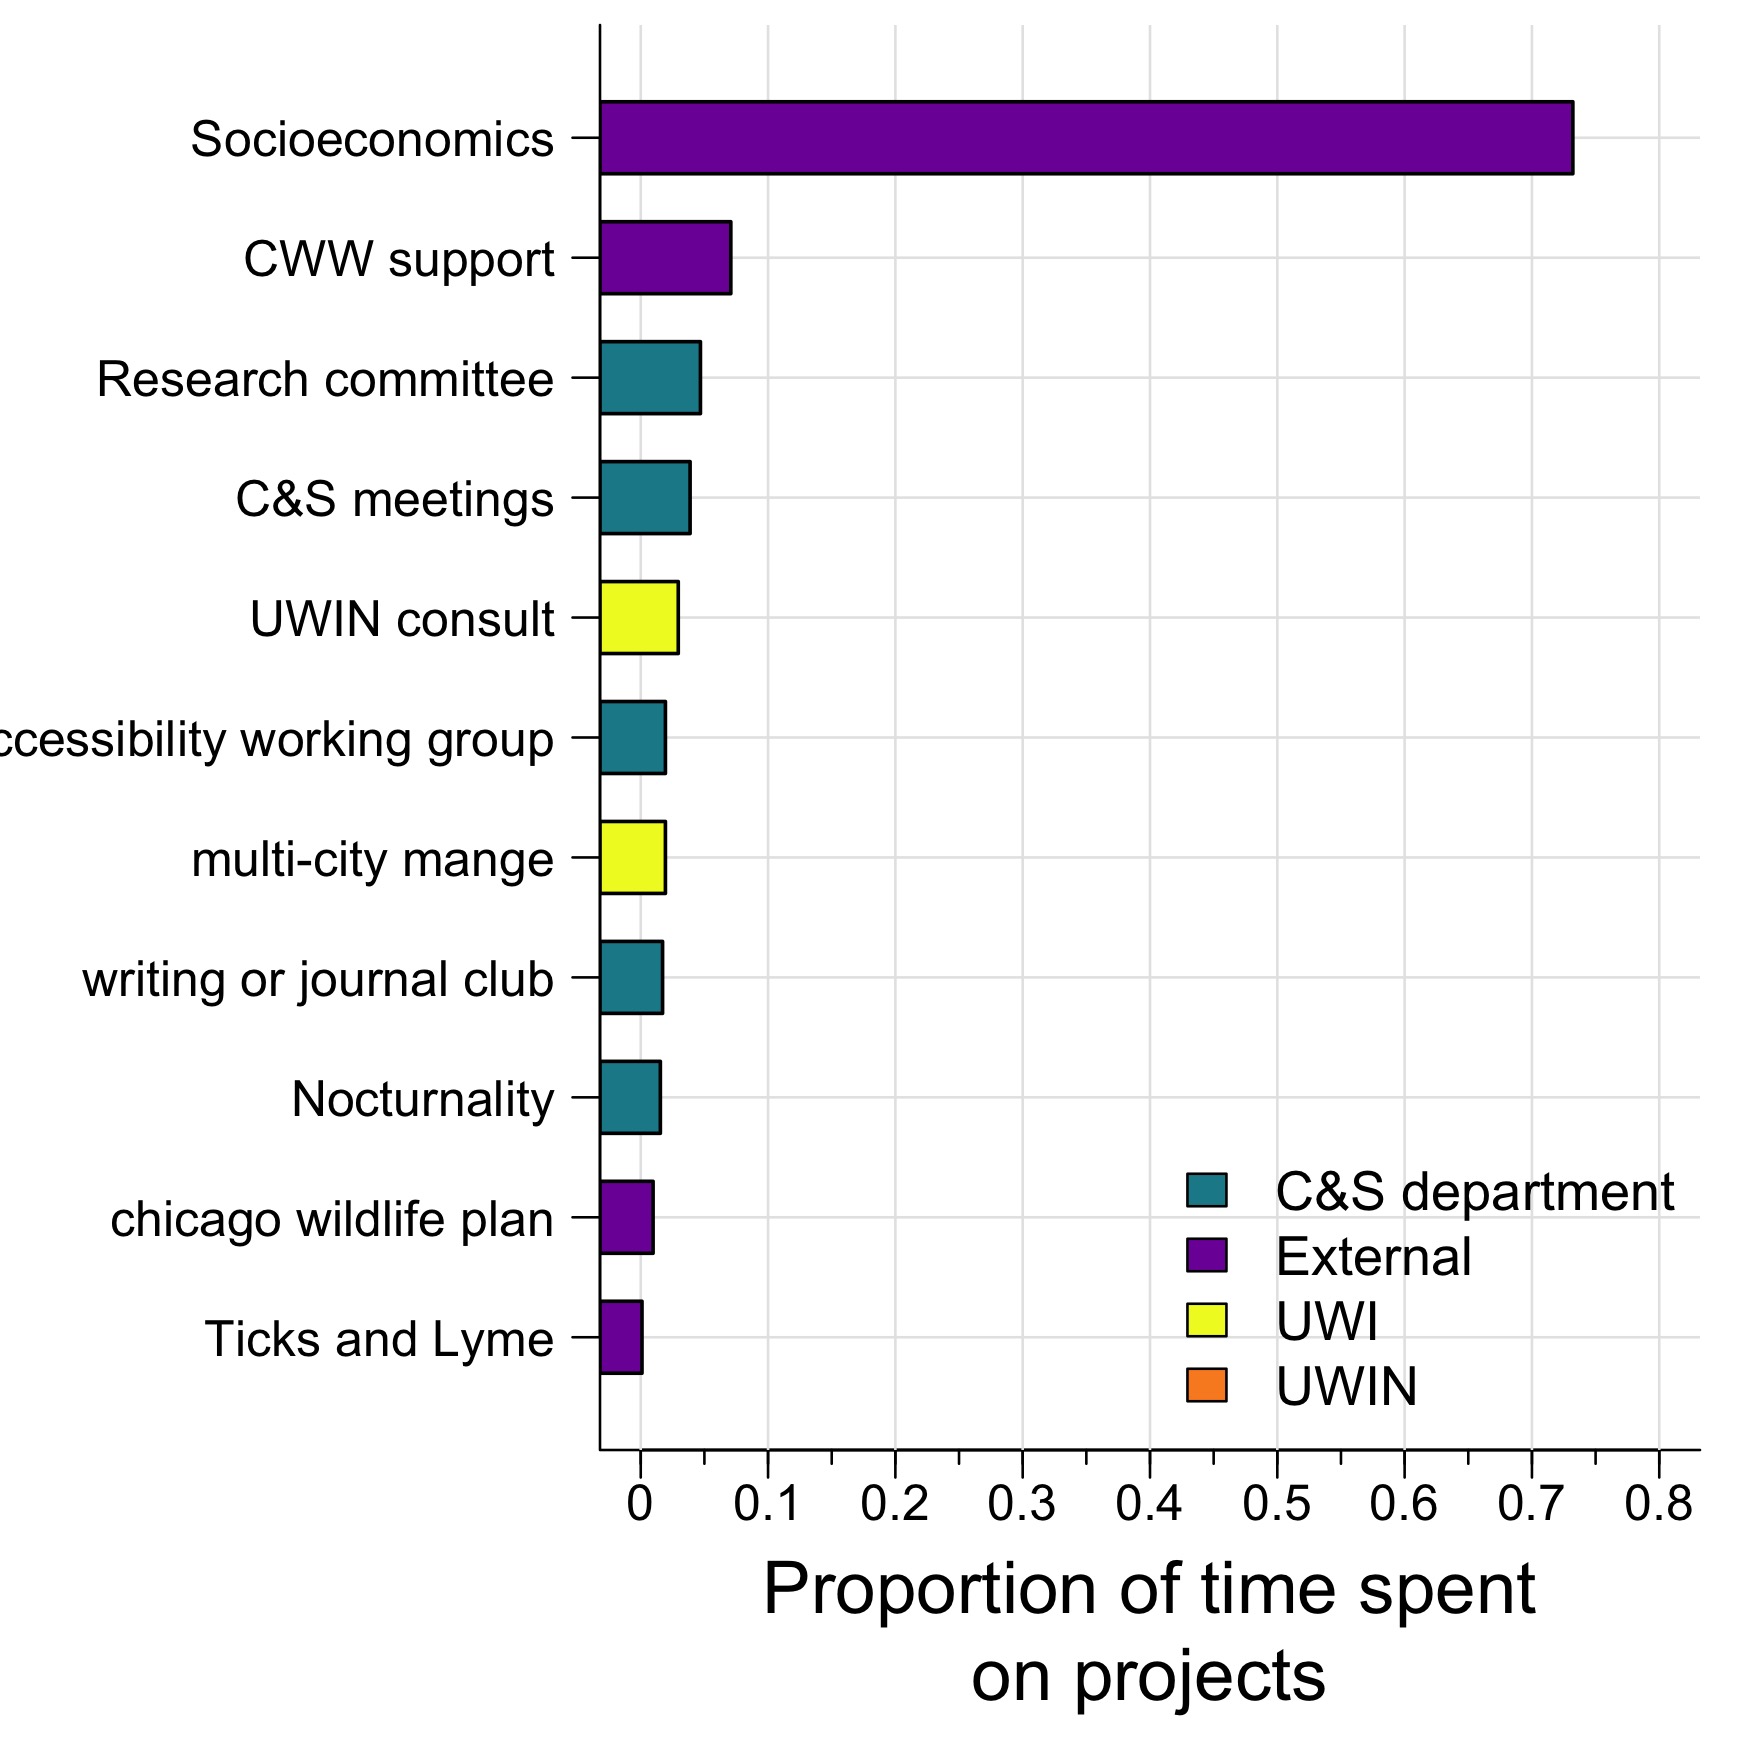 Socioeconomics
CWW support
Research committee
C&S meetings
UWIN consult
ccessibility working group
multi-city mange
writing or journal club
Nocturnality
chicago wildlife plan
Ticks and Lyme
C&S department
External
UWI
UWIN
0 0.1 0.2 0.3 0.4 0.5 0.6 0.7 0.8
Proportion of time spent
on projects